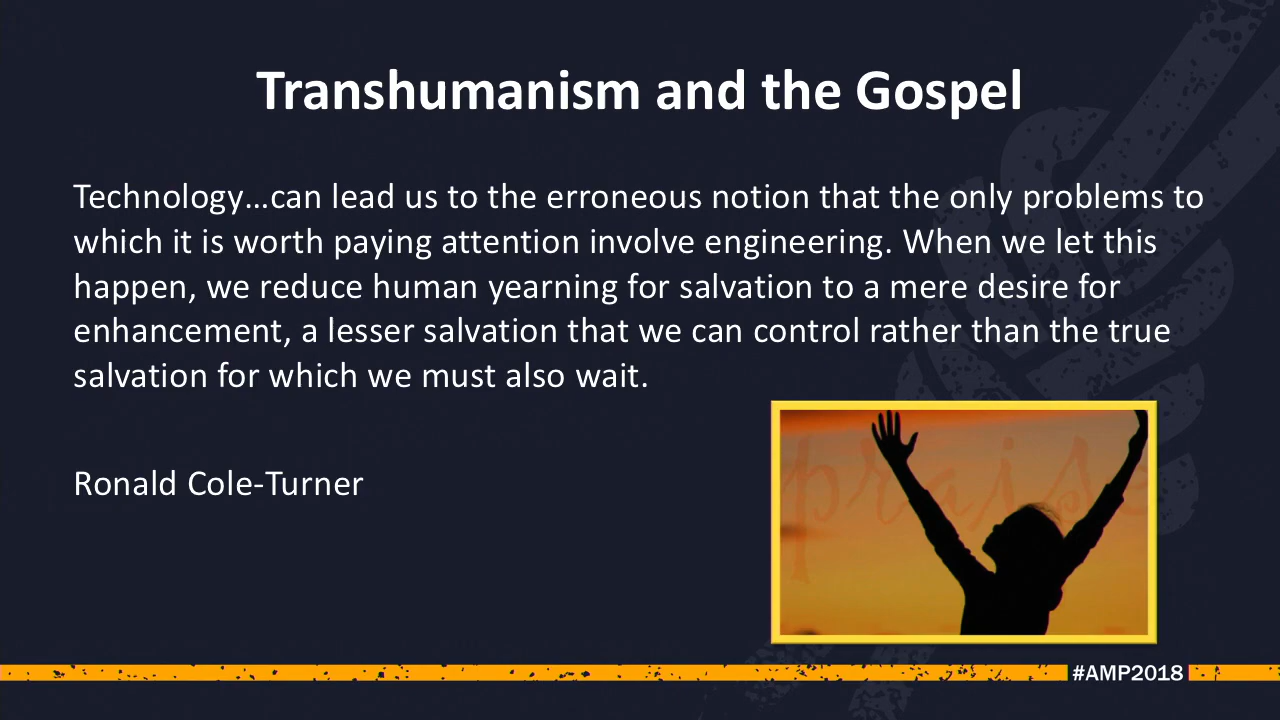 Transhumanism and the Gospel
Technology…can lead us to the erroneous notion that the only problems to
which it is worth paying attention involve engineering. When we let this
happen, we reduce human yearning for salvation to a mere desire for
enhancement, a lesser salvation that we can control rather than the true
salvation for which we must also wait.
Ronald Cole-Turner
praise
#AMP2018